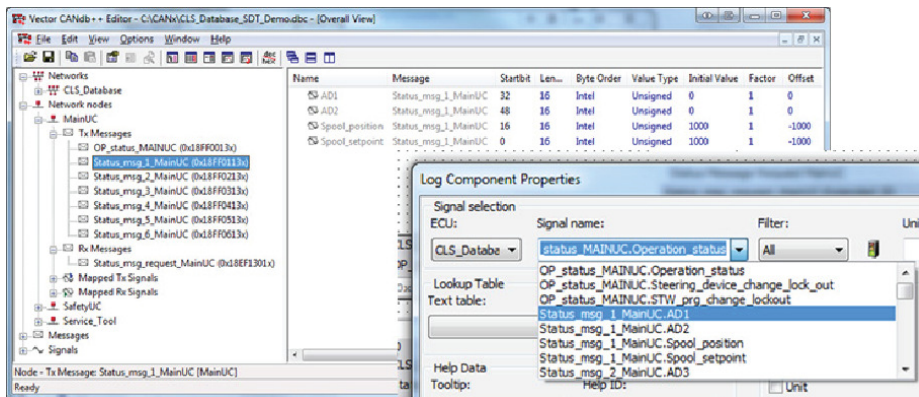 Vector CANdb++ Editor - C:\CANx\CLS_Database_SDT_Demo.dbc - [Overall View]
File Edit View Options Window Help
Networks
CLS_Database
Network nodes
MainUC
Tx Messages
OP_status_MAINUC (0x18FF0013x)
Status_msg_1_MainUC (0x18FF0113x)
Status_msg_2_MainUC (0x18FF0213x)
Status_msg_3_MainUC (0x18FF0313x)
Status_msg_4_MainUC (0x18FF0413x)
Status_msg_5_MainUC (0x18FF0513x)
Status_msg_6_MainUC (0x18FF0613x)
Rx Messages
Status_msg_request_MainUC (0x18EF1301x)
Mapped Tx Signals
Mapped Rx Signals
SafetyUC
Service_Tool
Messages
Signals
Name Message Startbit Len... Byte Order Value Type Initial Value Factor Offset
AD1 Status_msg_1_MainUC 32 16 Intel Unsigned 0 1 0
AD2 Status_msg_1_MainUC 48 16 Intel Unsigned 0 1 0
Spool_position Status_msg_1_MainUC 16 16 Intel Unsigned 1000 1 -1000
Spool_setpoint Status_msg_1_MainUC 0 16 Intel Unsigned 1000 1 -1000
Node - Tx Message: Status_msg_1_MainUC [MainUC]
Ready
Log Component Properties
Signal selection
ECU: Signal name: Filter: Uni
CLS_Databe status_MAINUC.Operation_status All
OP_status_MAINUC.Operation_status
OP_status_MAINUC.Steering_device_change_lock_out
OP_status_MAINUC.STW_prg_change_lockout
Status_msg_1_MainUC.AD1
Status_msg_1_MainUC.AD2
Status_msg_1_MainUC.Spool_position
Status_msg_1_MainUC.Spool_setpoint
Status_msg_2_MainUC.AD3
Lookup Table
Text table:
Help Data
Tooltip: Help ID: Unit